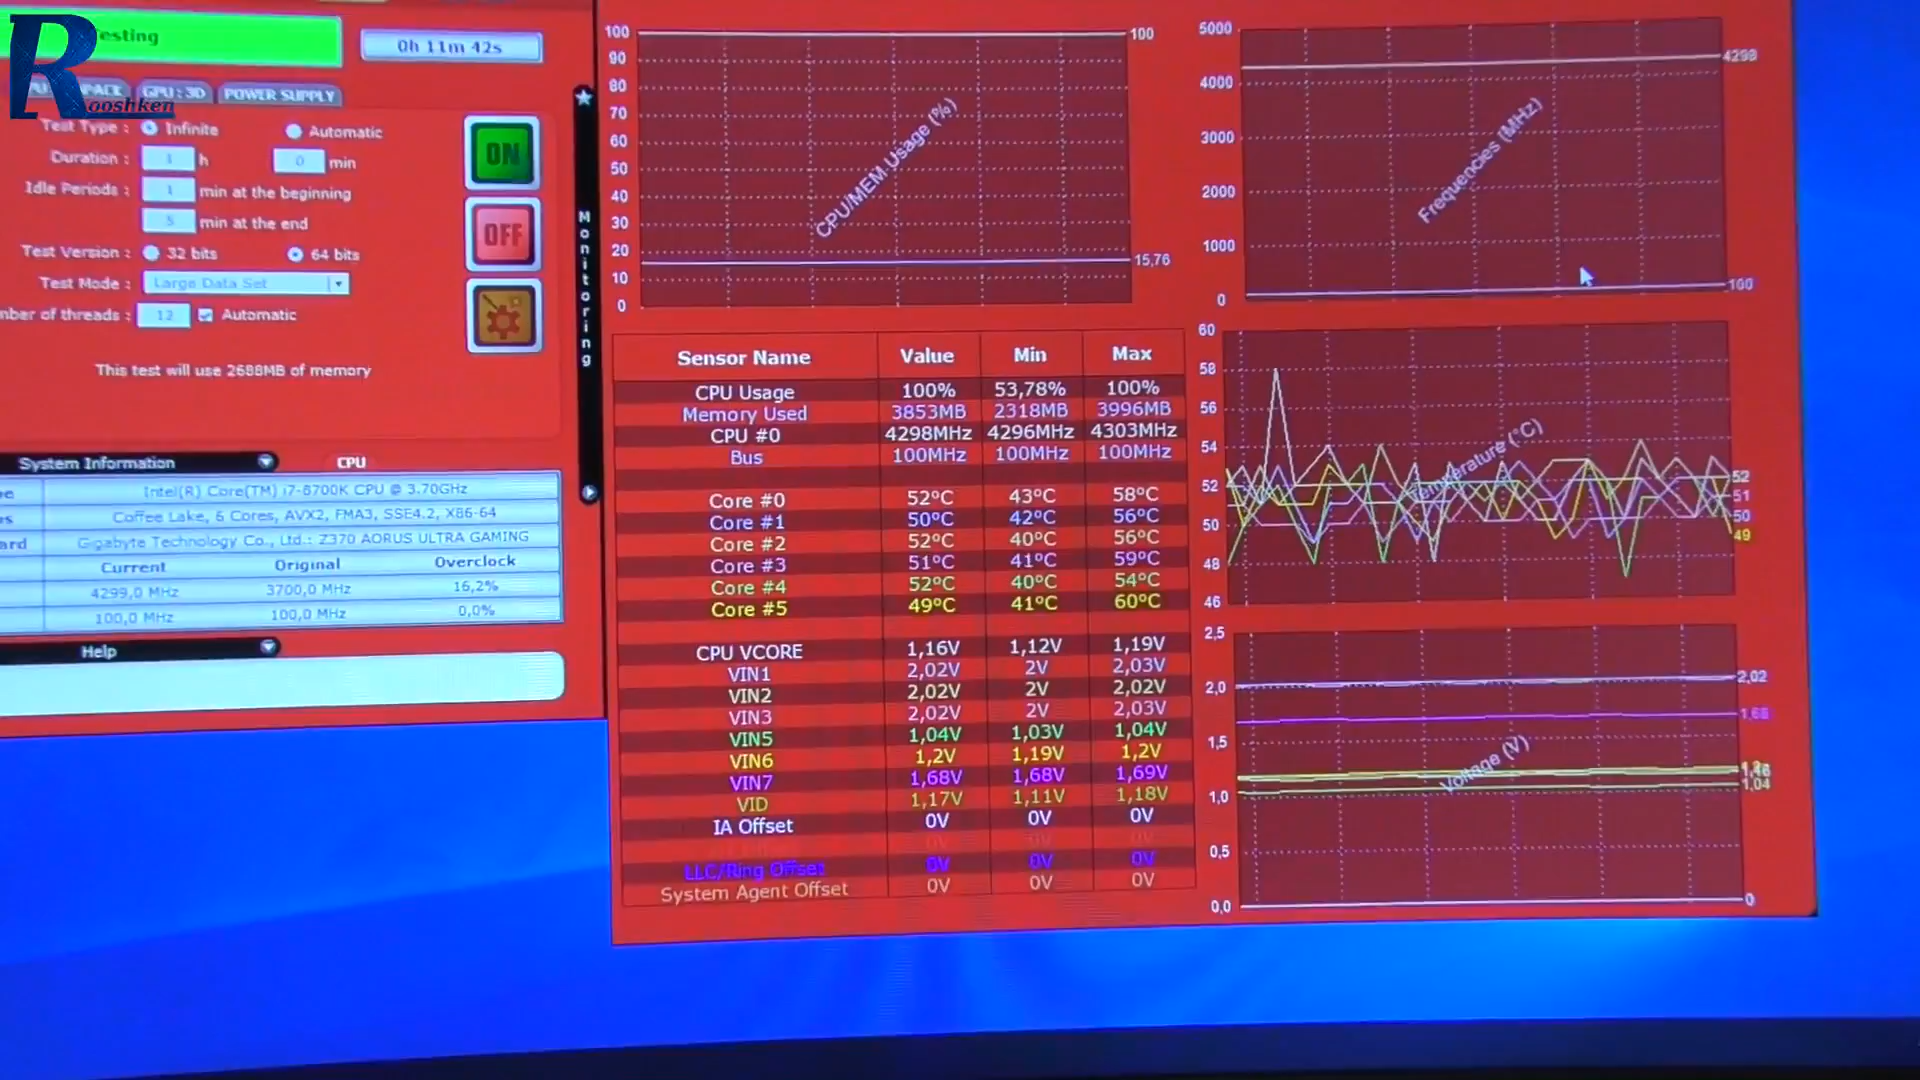 Rooshken
Testing
0h 11m 42s
GPU: 3D
POWER SUPPLY
Test Type : Infinite Automatic
Duration : 1 h 0 min
Idle Periods : 1 min at the beginning
5 min at the end
Test Version : 32 bits 64 bits
Test Mode : Large Data Set
mber of threads : 12 Automatic
This test will use 2688MB of memory
ON
OFF
Monitoring
System Information
CPU
Intel(R) Core(TM) i7-8700K CPU @ 3.70GHz
Coffee Lake, 6 Cores, AVX2, FMA3, SSE4.2, X86-64
Gigabyte Technology Co., Ltd.: Z370 AORUS ULTRA GAMING
Current Original Overclock
4299,0 MHz 3700,0 MHz 16,2%
100,0 MHz 100,0 MHz 0,0%
Help
100
90
80
70
60
50
40
30
20
10
0
CPU/MEM Usage (%)
100
15,76
Sensor Name Value Min Max
CPU Usage 100% 53,78% 100%
Memory Used 3853MB 2318MB 3996MB
CPU #0 4298MHz 4296MHz 4303MHz
Bus 100MHz 100MHz 100MHz
Core #0 52°C 43°C 58°C
Core #1 50°C 42°C 56°C
Core #2 52°C 40°C 56°C
Core #3 51°C 41°C 59°C
Core #4 52°C 40°C 54°C
Core #5 49°C 41°C 60°C
CPU VCORE 1,16V 1,12V 1,19V
VIN1 2,02V 2V 2,03V
VIN2 2,02V 2V 2,02V
VIN3 2,02V 2V 2,03V
VIN5 1,04V 1,03V 1,04V
VIN6 1,2V 1,19V 1,2V
VIN7 1,68V 1,68V 1,69V
VID 1,17V 1,11V 1,18V
IA Offset 0V 0V 0V
LLC/Ring Offset 0V 0V 0V
System Agent Offset 0V 0V 0V
5000
4000
3000
2000
1000
0
Frequencies (MHz)
4298
100
60
58
56
54
52
50
48
46
Temperature (°C)
52
51
50
49
2,5
2,0
1,5
1,0
0,5
0,0
Voltage (V)
2,02
1,68
1,04
0